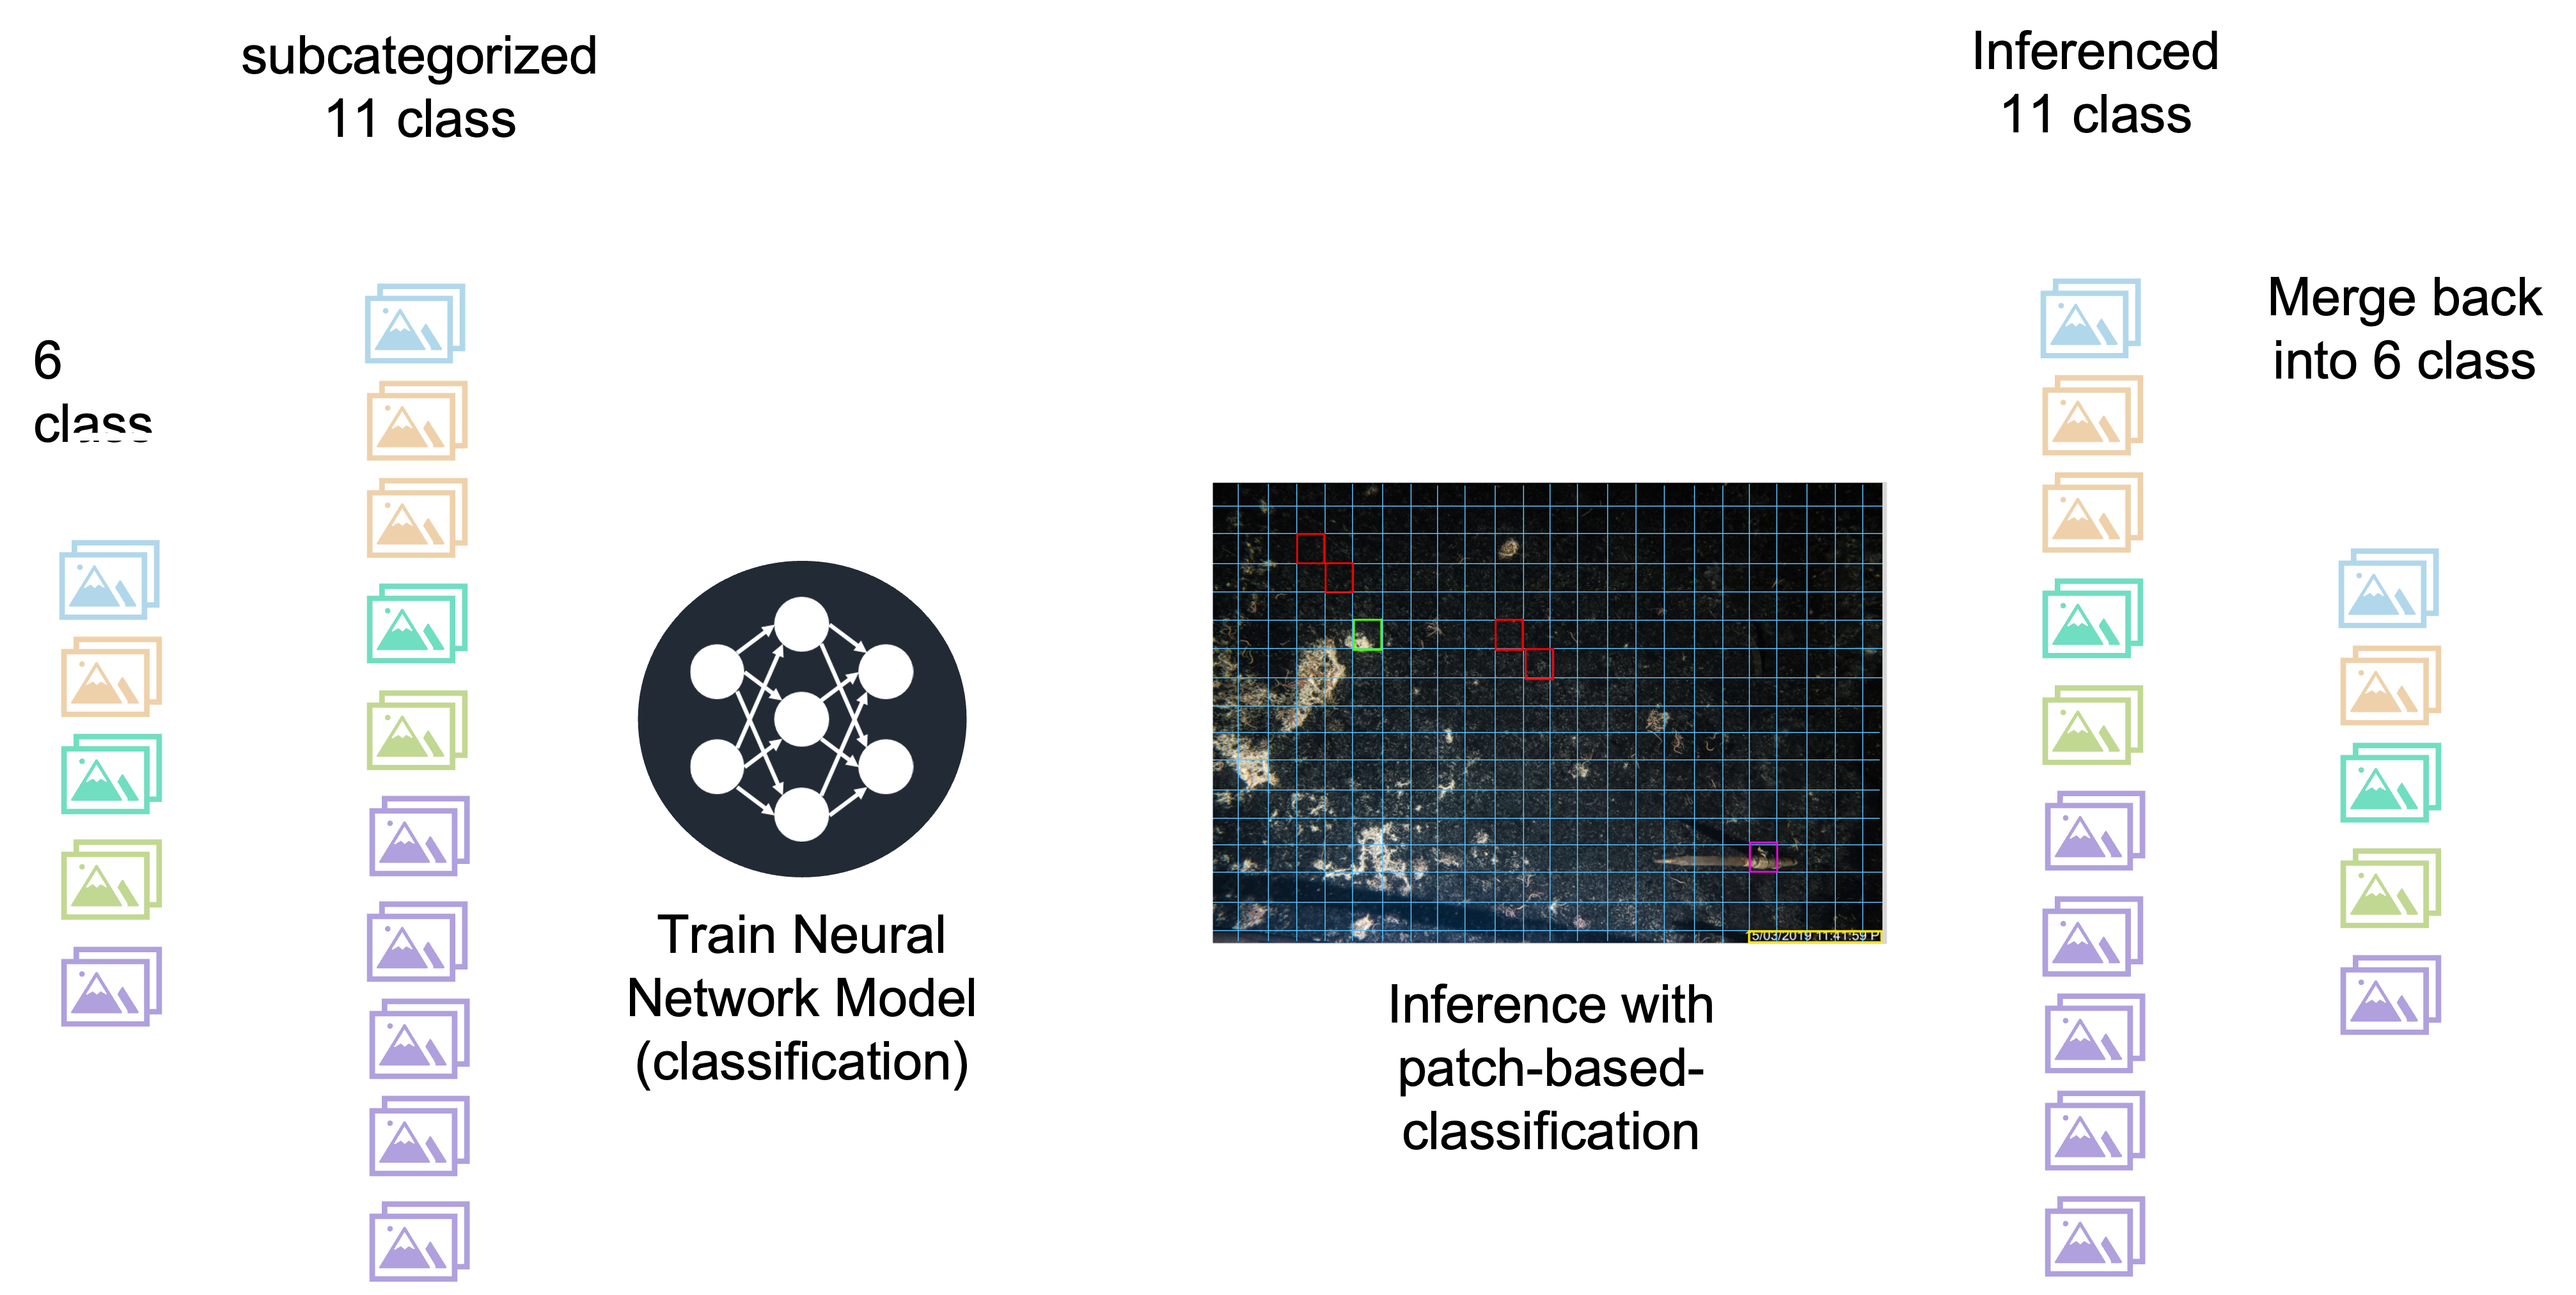 subcategorized
11 class
Inferenced
11 class
6
class
Merge back
into 6 class
Train Neural
Network Model
(classification)
Inference with
patch-based-
classification
5/03/2019 11:41:59 P